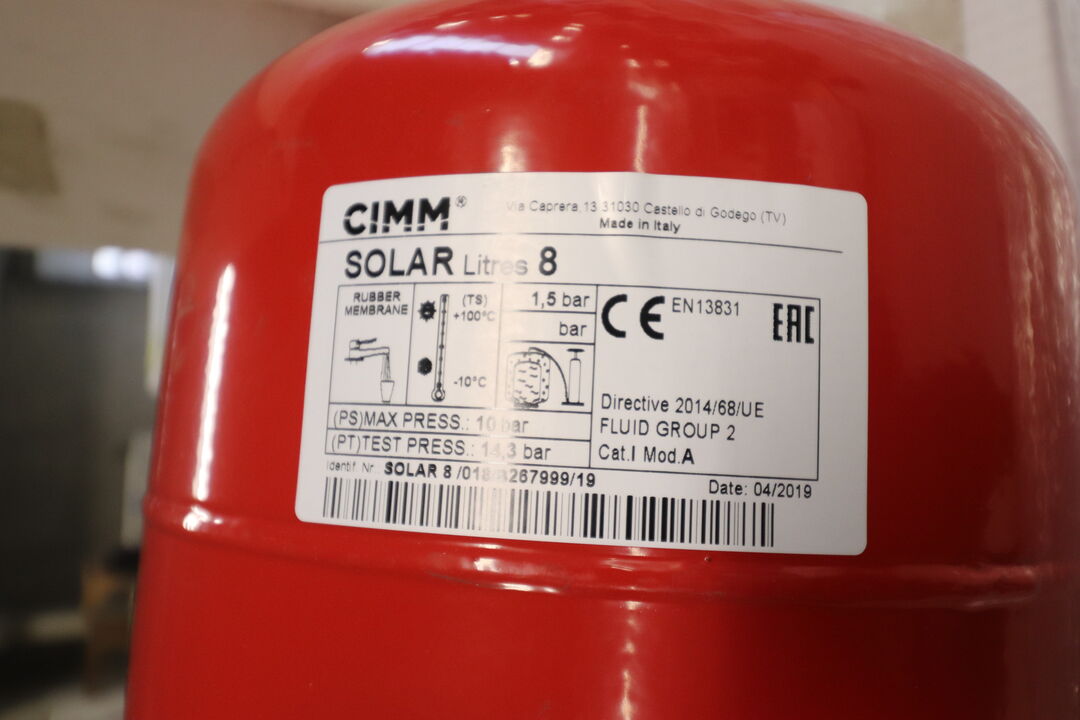 CIMM®
Via Caprera, 13 31030 Castello di Godego (TV)
Made in Italy
SOLAR Litres 8
RUBBER
MEMBRANE
(TS)
+100°C
-10°C
1,5 bar
bar
CE EN13831
EAC
(PS)MAX PRESS.: 10 bar
(PT)TEST PRESS.: 14,3 bar
Directive 2014/68/UE
FLUID GROUP 2
Cat.I Mod.A
Identif. Nr. SOLAR 8
Date: 04/2019